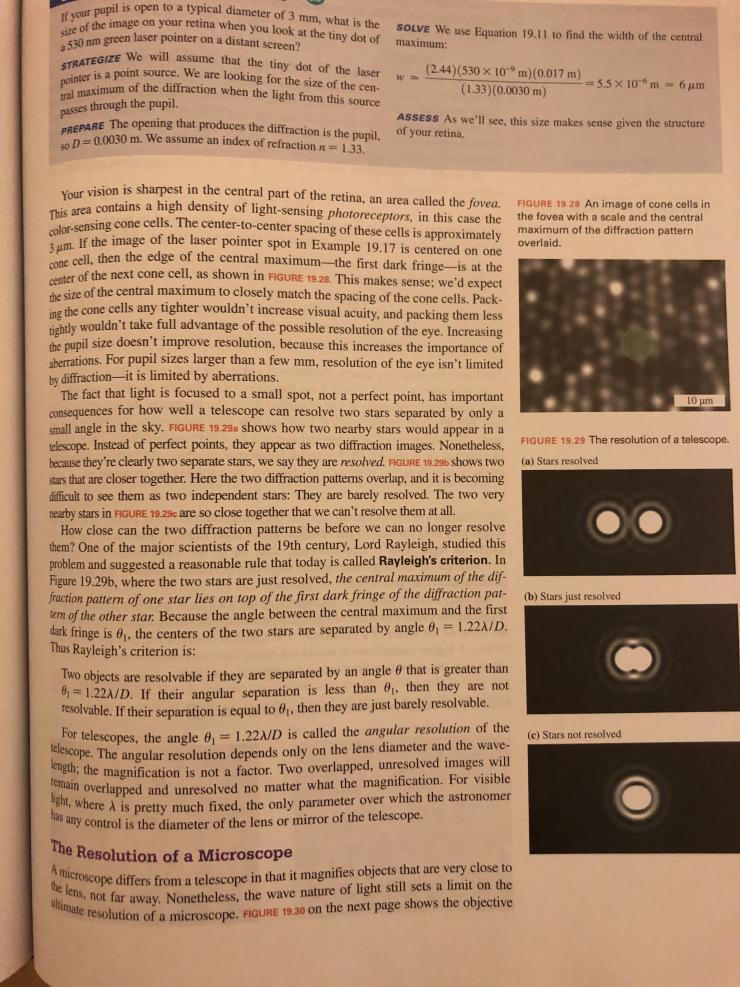 If your pupil is open to a typical diameter of 3 mm, what is the
size of the image on your retina when you look at the tiny dot of
a 530 nm green laser pointer on a distant screen?
STRATEGIZE We will assume that the tiny dot of the laser
pointer is a point source. We are looking for the size of the cen-
tral maximum of the diffraction when the light from this source
passes through the pupil.
PREPARE The opening that produces the diffraction is the pupil,
so D = 0.0030 m. We assume an index of refraction n = 1.33.
SOLVE We use Equation 19.11 to find the width of the central
maximum:
w = (2.44)(530 × 10⁻⁹ m)(0.017 m) / (1.33)(0.0030 m) = 5.5 × 10⁻⁶ m ≈ 6 μm
ASSESS As we'll see, this size makes sense given the structure
of your retina.
Your vision is sharpest in the central part of the retina, an area called the fovea.
This area contains a high density of light-sensing photoreceptors, in this case the
color-sensing cone cells. The center-to-center spacing of these cells is approximately
3 μm. If the image of the laser pointer spot in Example 19.17 is centered on one
cone cell, then the edge of the central maximum—the first dark fringe—is at the
center of the next cone cell, as shown in FIGURE 19.28. This makes sense; we'd expect
the size of the central maximum to closely match the spacing of the cone cells. Pack-
ing the cone cells any tighter wouldn't increase visual acuity, and packing them less
tightly wouldn't take full advantage of the possible resolution of the eye. Increasing
the pupil size doesn't improve resolution, because this increases the importance of
aberrations. For pupil sizes larger than a few mm, resolution of the eye isn't limited
by diffraction—it is limited by aberrations.
The fact that light is focused to a small spot, not a perfect point, has important
consequences for how well a telescope can resolve two stars separated by only a
small angle in the sky. FIGURE 19.29a shows how two nearby stars would appear in a
telescope. Instead of perfect points, they appear as two diffraction images. Nonetheless,
because they're clearly two separate stars, we say they are resolved. FIGURE 19.29b shows two
stars that are closer together. Here the two diffraction patterns overlap, and it is becoming
difficult to see them as two independent stars: They are barely resolved. The two very
nearby stars in FIGURE 19.29c are so close together that we can't resolve them at all.
How close can the two diffraction patterns be before we can no longer resolve
them? One of the major scientists of the 19th century, Lord Rayleigh, studied this
problem and suggested a reasonable rule that today is called Rayleigh's criterion. In
Figure 19.29b, where the two stars are just resolved, the central maximum of the dif-
fraction pattern of one star lies on top of the first dark fringe of the diffraction pat-
tern of the other star. Because the angle between the central maximum and the first
dark fringe is θ₁, the centers of the two stars are separated by angle θ₁ = 1.22λ/D.
Thus Rayleigh's criterion is:
Two objects are resolvable if they are separated by an angle θ that is greater than
θ₁ = 1.22λ/D. If their angular separation is less than θ₁, then they are not
resolvable. If their separation is equal to θ₁, then they are just barely resolvable.
For telescopes, the angle θ₁ = 1.22λ/D is called the angular resolution of the
telescope. The angular resolution depends only on the lens diameter and the wave-
length; the magnification is not a factor. Two overlapped, unresolved images will
remain overlapped and unresolved no matter what the magnification. For visible
light, where λ is pretty much fixed, the only parameter over which the astronomer
has any control is the diameter of the lens or mirror of the telescope.
The Resolution of a Microscope
A microscope differs from a telescope in that it magnifies objects that are very close to
the lens, not far away. Nonetheless, the wave nature of light still sets a limit on the
ultimate resolution of a microscope. FIGURE 19.30 on the next page shows the objective
FIGURE 19.28 An image of cone cells in
the fovea with a scale and the central
maximum of the diffraction pattern
overlaid.
10 μm
FIGURE 19.29 The resolution of a telescope.
(a) Stars resolved
(b) Stars just resolved
(c) Stars not resolved